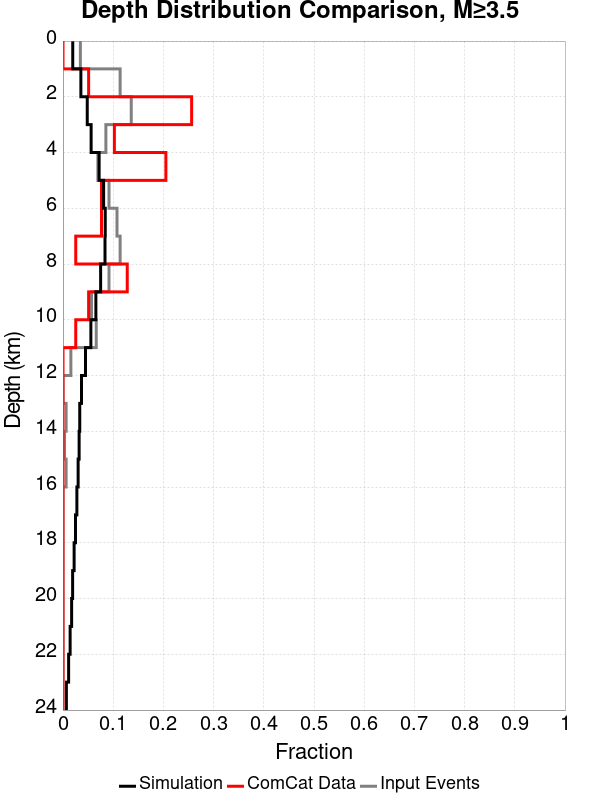 Depth Distribution Comparison, M≥3.5
0
2
4
6
8
10
12
14
16
18
20
22
24
Depth (km)
0 0.1 0.2 0.3 0.4 0.5 0.6 0.7 0.8 0.9 1
Fraction
Simulation ComCat Data Input Events